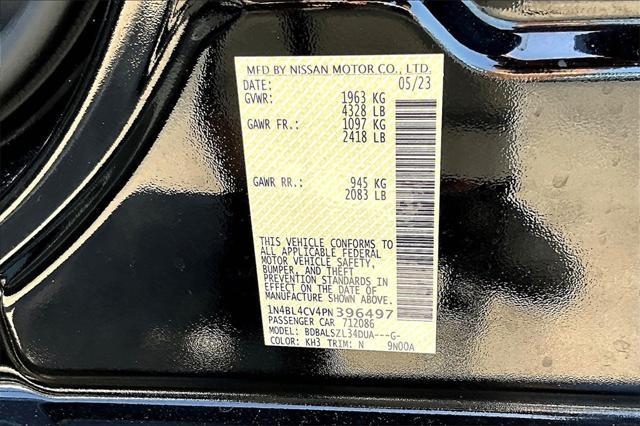 MFD BY NISSAN MOTOR CO., LTD.
DATE: 05/23
GVWR: 1963 KG
4328 LB
GAWR FR.: 1097 KG
2418 LB
GAWR RR.: 945 KG
2083 LB
THIS VEHICLE CONFORMS TO
ALL APPLICABLE FEDERAL
MOTOR VEHICLE SAFETY,
BUMPER, AND THEFT
PREVENTION STANDARDS IN
EFFECT ON THE DATE OF
MANUFACTURE SHOWN ABOVE.
1N4BL4CV4PN396497
PASSENGER CAR 712086
MODEL: BDBALSZL34DUA---G-
COLOR: KH3 TRIM: N 9N00A